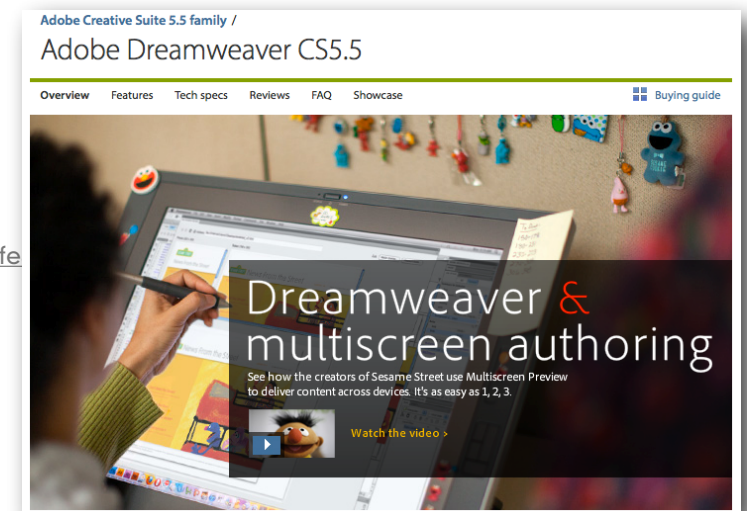 Adobe Creative Suite 5.5 family /
Adobe Dreamweaver CS5.5
Overview Features Tech specs Reviews FAQ Showcase Buying guide
fe
Dreamweaver &
multiscreen authoring
See how the creators of Sesame Street use Multiscreen Preview
to deliver content across devices. It's as easy as 1, 2, 3.
Watch the video >